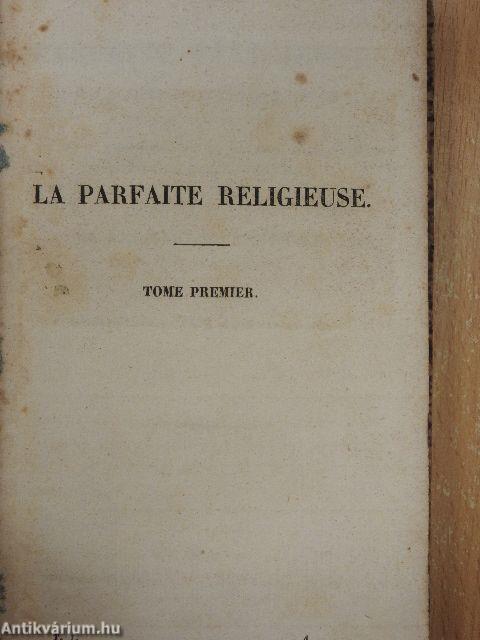 LA PARFAITE RELIGIEUSE.
TOME PREMIER.
Antikvárium.hu